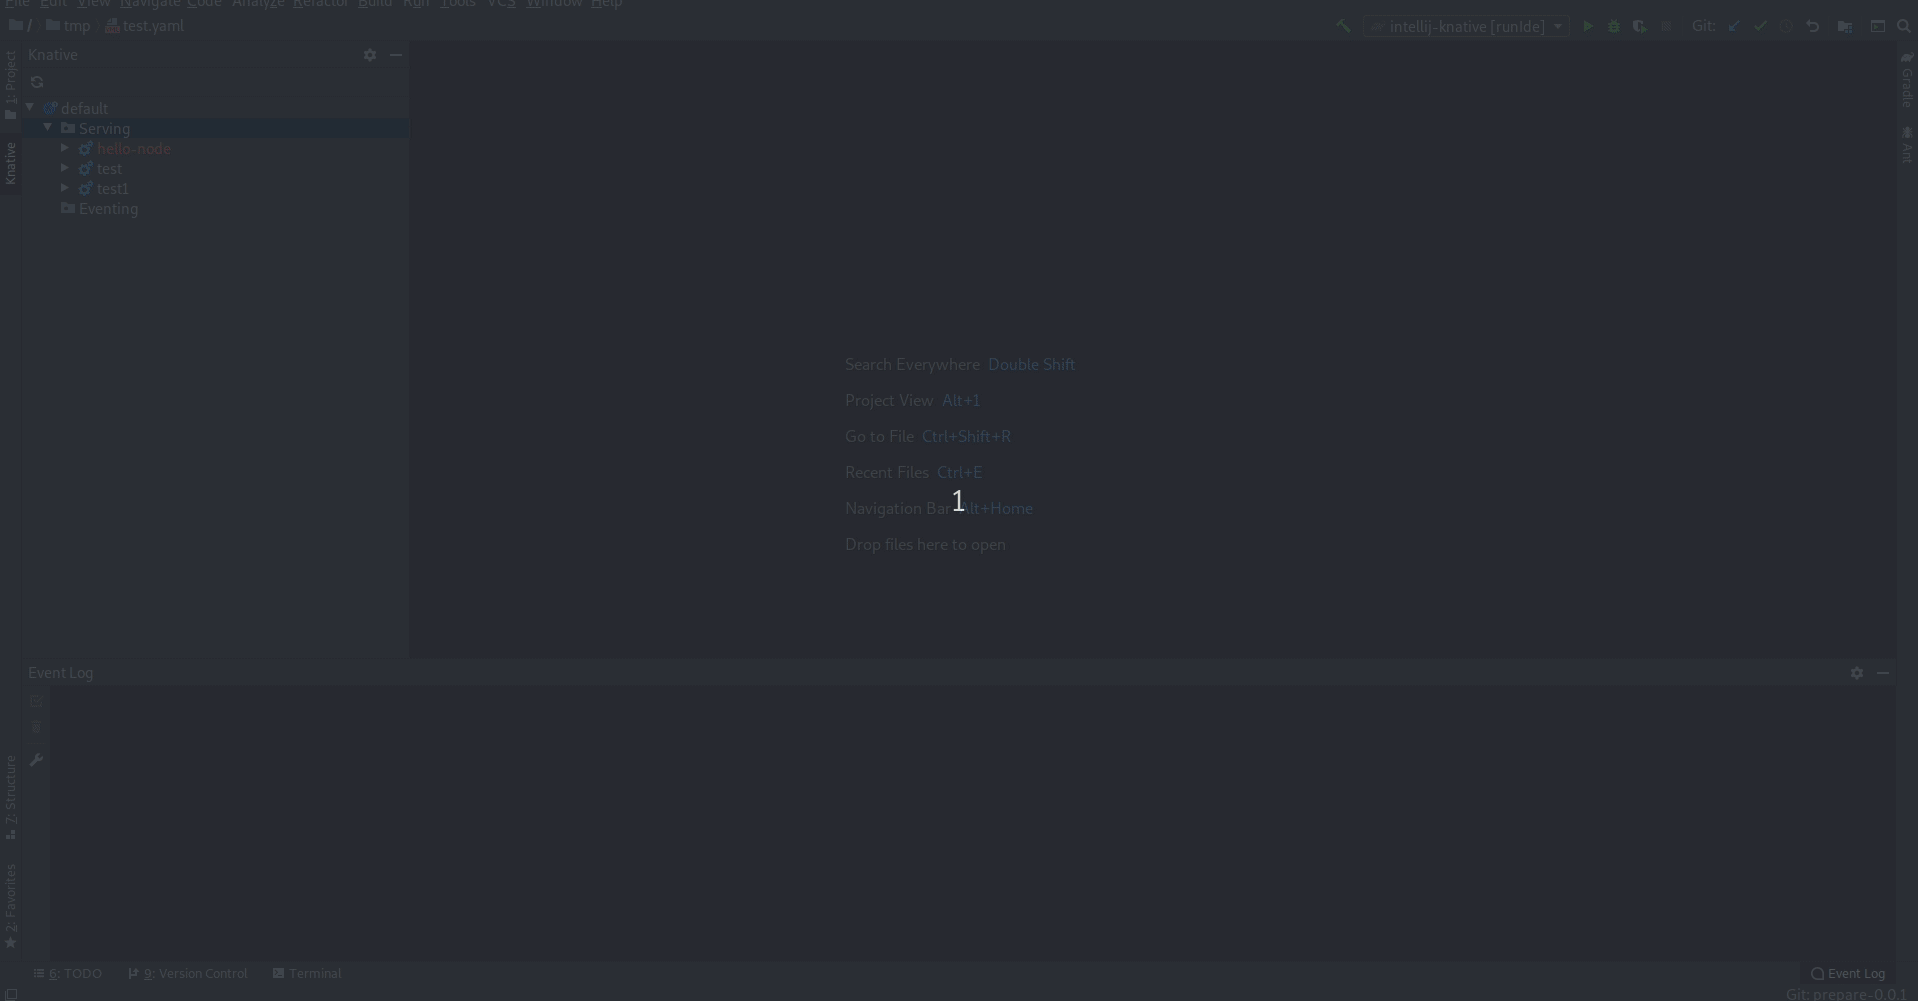 File Edit View Navigate Code Analyze Refactor Build Run Tools VCS Window Help
/ tmp test.yaml intellij-knative [runIde] Git:
1: Project
Knative
Knative
default
Serving
hello-node
test
test1
Eventing
Gradle
Ant
Search Everywhere Double Shift
Project View Alt+1
Go to File Ctrl+Shift+R
Recent Files Ctrl+E
Navigation Bar Alt+Home
1
Drop files here to open
Event Log
7: Structure
2: Favorites
6: TODO 9: Version Control Terminal Event Log
Git: prepare-0.0.1